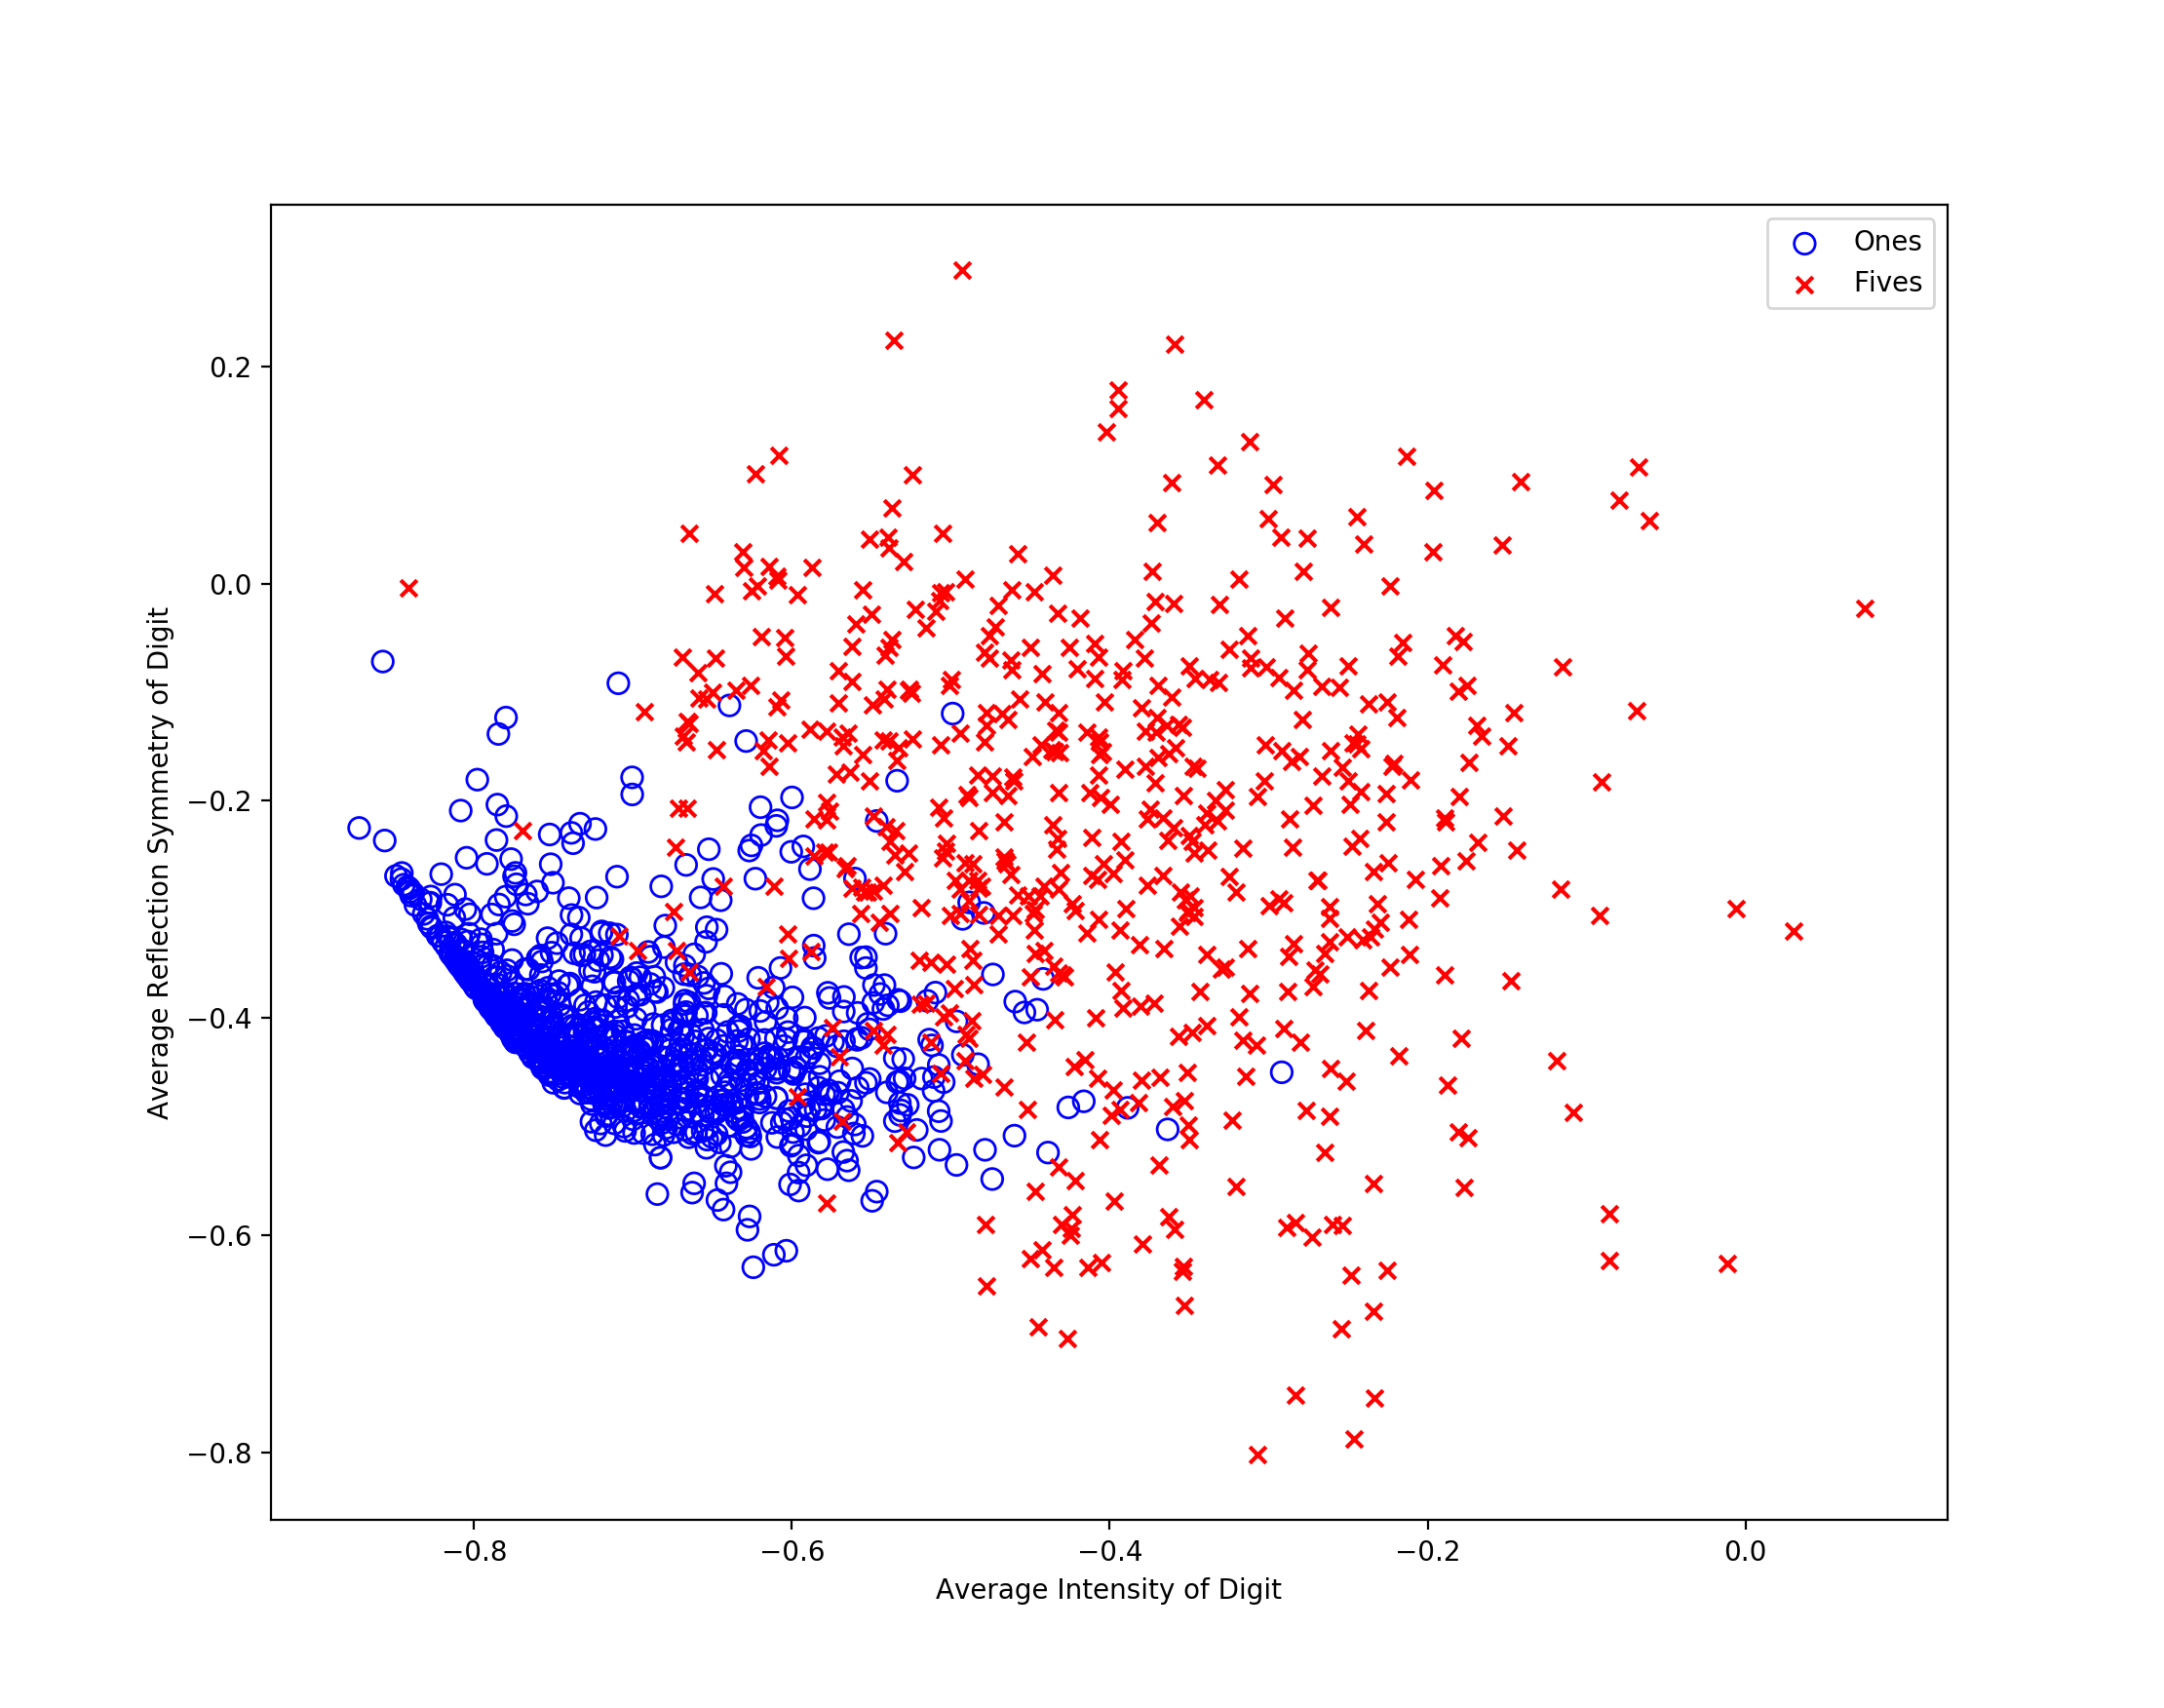 Ones
Fives
0.2
0.0
−0.2
−0.4
−0.6
−0.8
Average Reflection Symmetry of Digit
−0.8 −0.6 −0.4 −0.2 0.0
Average Intensity of Digit